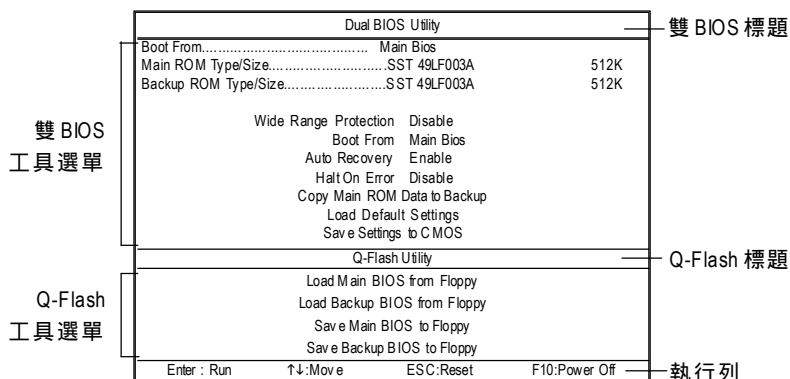 Dual BIOS Utility
雙 BIOS 標題
Boot From.................................... Main Bios
Main ROM Type/Size..........................SST 49LF003A 512K
Backup ROM Type/Size......................SST 49LF003A 512K
雙 BIOS
工具選單
Wide Range Protection Disable
Boot From Main Bios
Auto Recovery Enable
Halt On Error Disable
Copy Main ROM Data to Backup
Load Default Settings
Save Settings to CMOS
Q-Flash Utility
Q-Flash 標題
Q-Flash
工具選單
Load Main BIOS from Floppy
Load Backup BIOS from Floppy
Save Main BIOS to Floppy
Save Backup BIOS to Floppy
Enter : Run ↑↓:Move ESC:Reset F10:Power Off
執行列